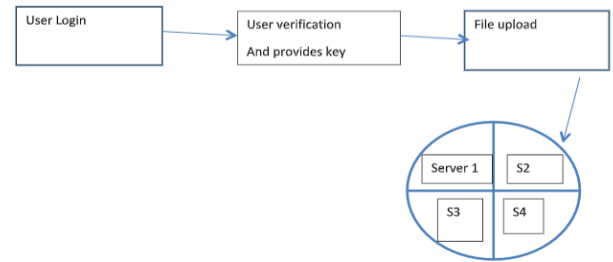 User Login
User verification
And provides key
File upload
Server 1
S2
S3
S4